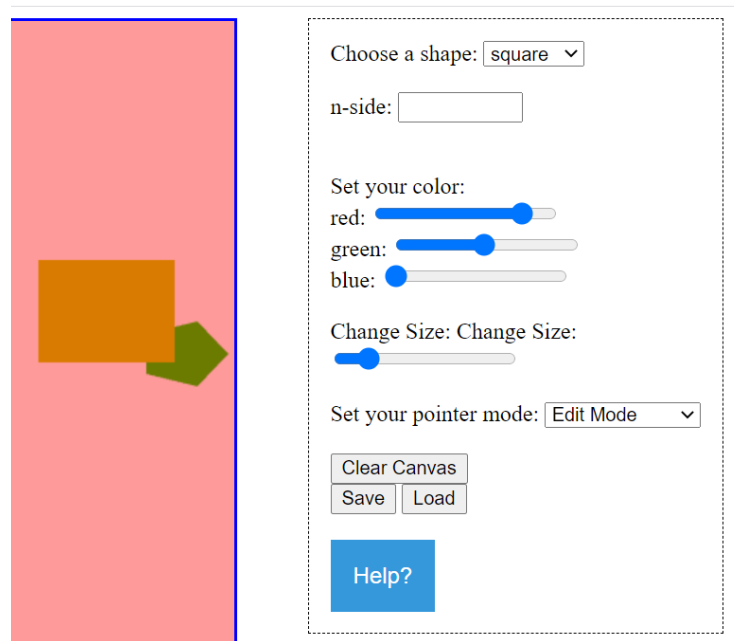 Choose a shape: square
n-side:
Set your color:
red:
green:
blue:
Change Size: Change Size:
Set your pointer mode: Edit Mode
Clear Canvas
Save Load
Help?